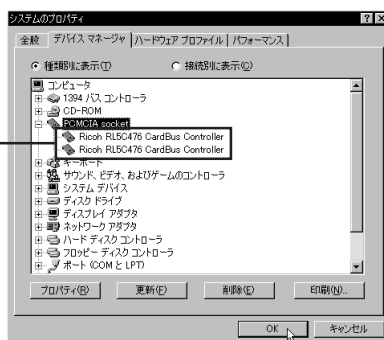 システムのプロパティ
全般 デバイス マネージャ ハードウェア プロファイル パフォーマンス
種類別に表示(T) 接続別に表示(C)
コンピュータ
1394 バス コントローラ
CD-ROM
PCMCIA socket
Ricoh RL5C476 CardBus Controller
Ricoh RL5C476 CardBus Controller
キーボード
サウンド、ビデオ、およびゲームのコントローラ
システム デバイス
ディスク ドライブ
ディスプレイ アダプタ
ネットワーク アダプタ
ハード ディスク コントローラ
フロッピー ディスク コントローラ
ポート (COM と LPT)
プロパティ(R) 更新(F) 削除(E) 印刷(N)...
OK キャンセル